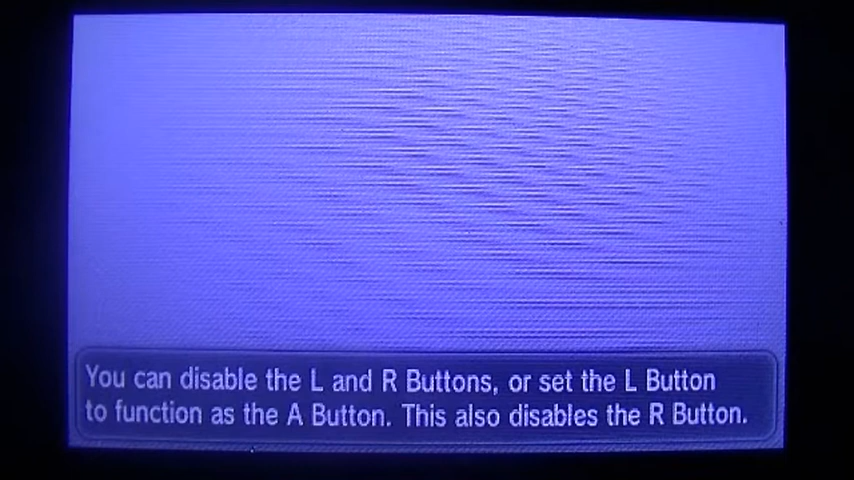 You can disable the L and R Buttons, or set the L Button
to function as the A Button. This also disables the R Button.